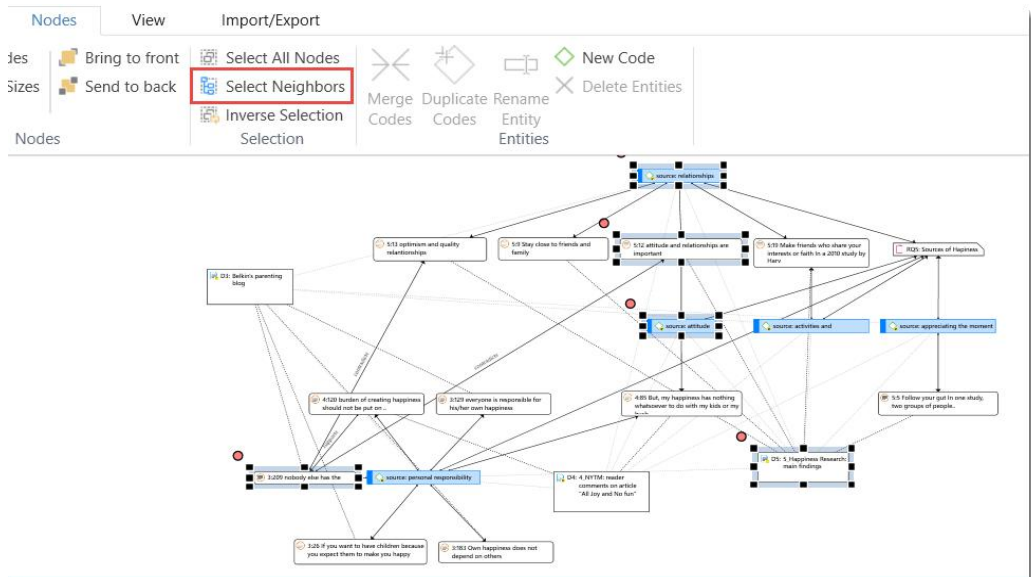 Nodes View Import/Export
des Bring to front Select All Nodes New Code
Sizes Send to back Select Neighbors Merge Duplicate Rename Delete Entities
Inverse Selection Codes Codes Entity
Nodes Selection Entities
source: relationships
5:13 optimism and quality
relantionships
5:9 Stay close to friends and
family
5:12 attitude and relationships are
important
5:19 Make friends who share your
interests or faith In a 2010 study by
Harv
RQ5: Sources of Hapiness
D3: Belkin's parenting
blog
source: attitude
source: activities and
source: appreciating the moment
contradicts
contradicts
4:120 burden of creating happiness
should not be put on ..
3:129 everyone is responsible for
his/her own happiness
4:85 But, my happiness has nothing
whatsoever to do with my kids or my
5:5 Follow your gut In one study,
two groups of people..
supports
D5: 5_Happiness Research:
main findings
3:209 nobody else has the
source: personal responsibility
D4: 4_NYTM: reader
comments on article
"All Joy and No fun"
3:26 If you want to have children because
you expect them to make you happy
3:183 Own happiness does not
depend on others